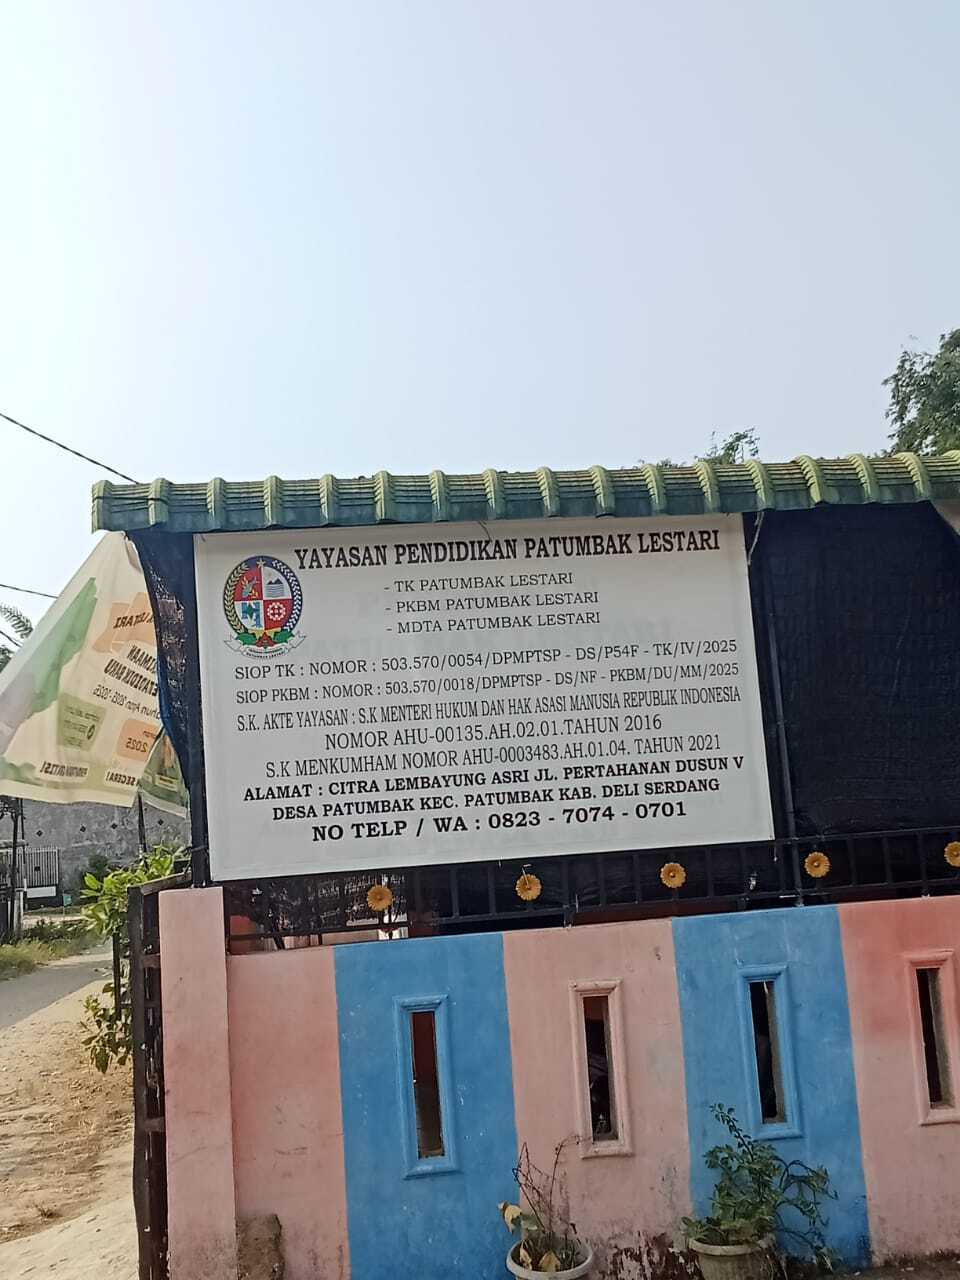 YAYASAN PENDIDIKAN PATUMBAK LESTARI
- TK PATUMBAK LESTARI
- PKBM PATUMBAK LESTARI
- MDTA PATUMBAK LESTARI
SIOP TK : NOMOR : 503.570/0054/DPMPTSP - DS/P54F - TK/IV/2025
SIOP PKBM : NOMOR : 503.570/0018/DPMPTSP - DS/NF - PKBM/DU/MM/2025
S.K. AKTE YAYASAN : S.K MENTERI HUKUM DAN HAK ASASI MANUSIA REPUBLIK INDONESIA
NOMOR AHU-00135.AH.02.01.TAHUN 2016
S.K MENKUMHAM NOMOR AHU-0003483.AH.01.04. TAHUN 2021
ALAMAT : CITRA LEMBAYUNG ASRI JL. PERTAHANAN DUSUN V
DESA PATUMBAK KEC. PATUMBAK KAB. DELI SERDANG
NO TELP / WA : 0823 - 7074 - 0701